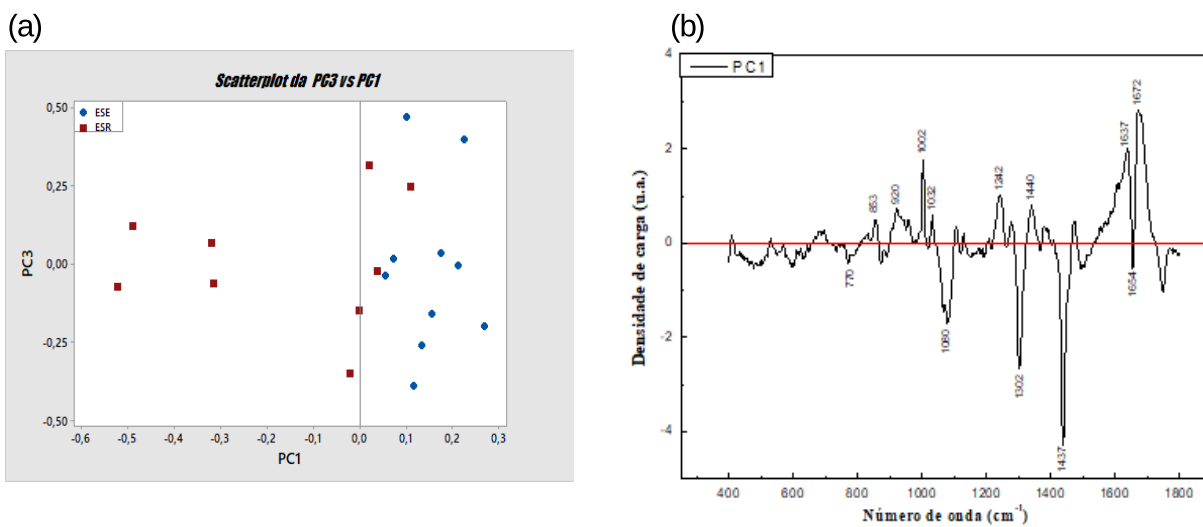 (a)
Scatterplot da PC3 vs PC1
0,50
ESE
ESR
0,25
0,00
-0,25
-0,50
PC3
-0,6 -0,5 -0,4 -0,3 -0,2 -0,1 0,0 0,1 0,2 0,3
PC1
(b)
4
PC1
2
0
-2
-4
Densidade de carga (u.a.)
853
920
1002
1032
1242
1440
1637
1672
770
1080
1302
1437
1654
400 600 800 1000 1200 1400 1600 1800
Número de onda (cm⁻¹)